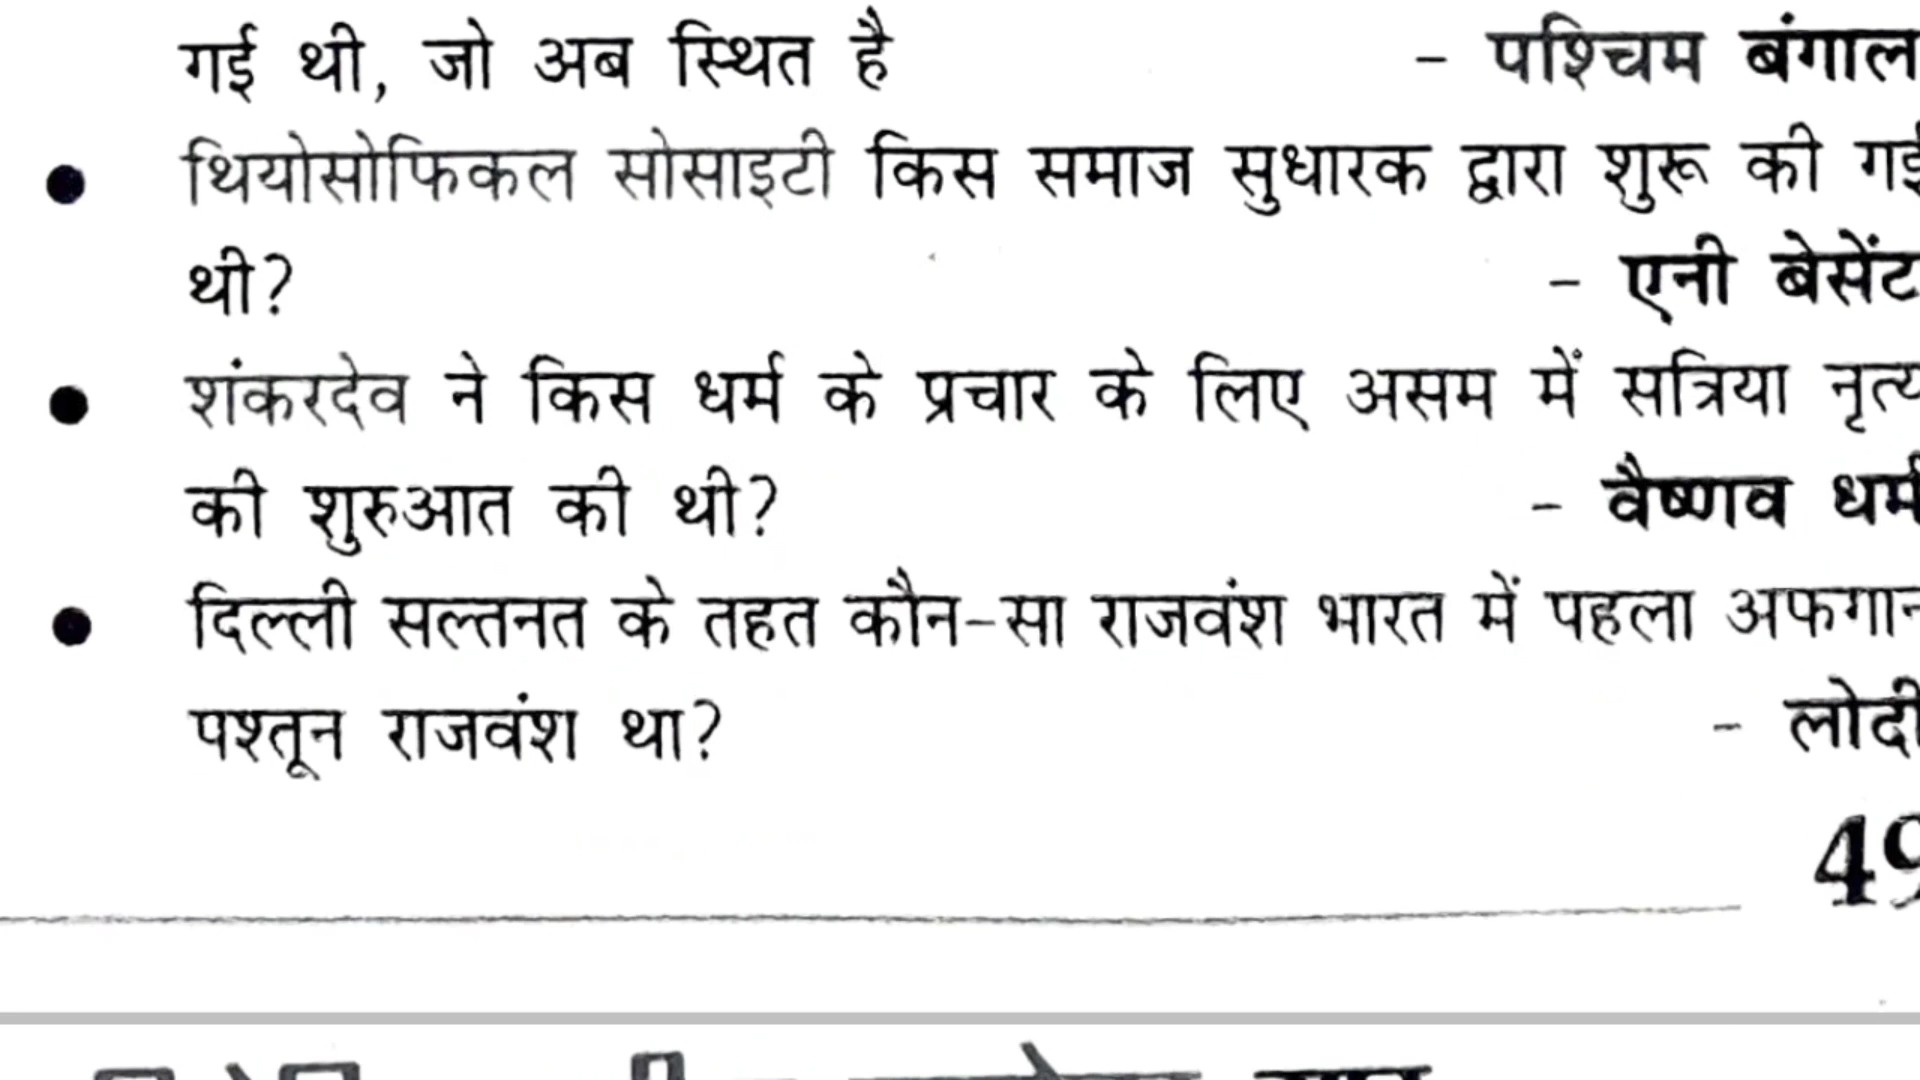 गई थी, जो अब स्थित है - पश्चिम बंगाल
● थियोसोफिकल सोसाइटी किस समाज सुधारक द्वारा शुरू की गई
थी? - एनी बेसेंट
● शंकरदेव ने किस धर्म के प्रचार के लिए असम में सत्रिया नृत्य
की शुरुआत की थी? - वैष्णव धर्म
● दिल्ली सल्तनत के तहत कौन-सा राजवंश भारत में पहला अफगान
पश्तून राजवंश था? - लोदी
49